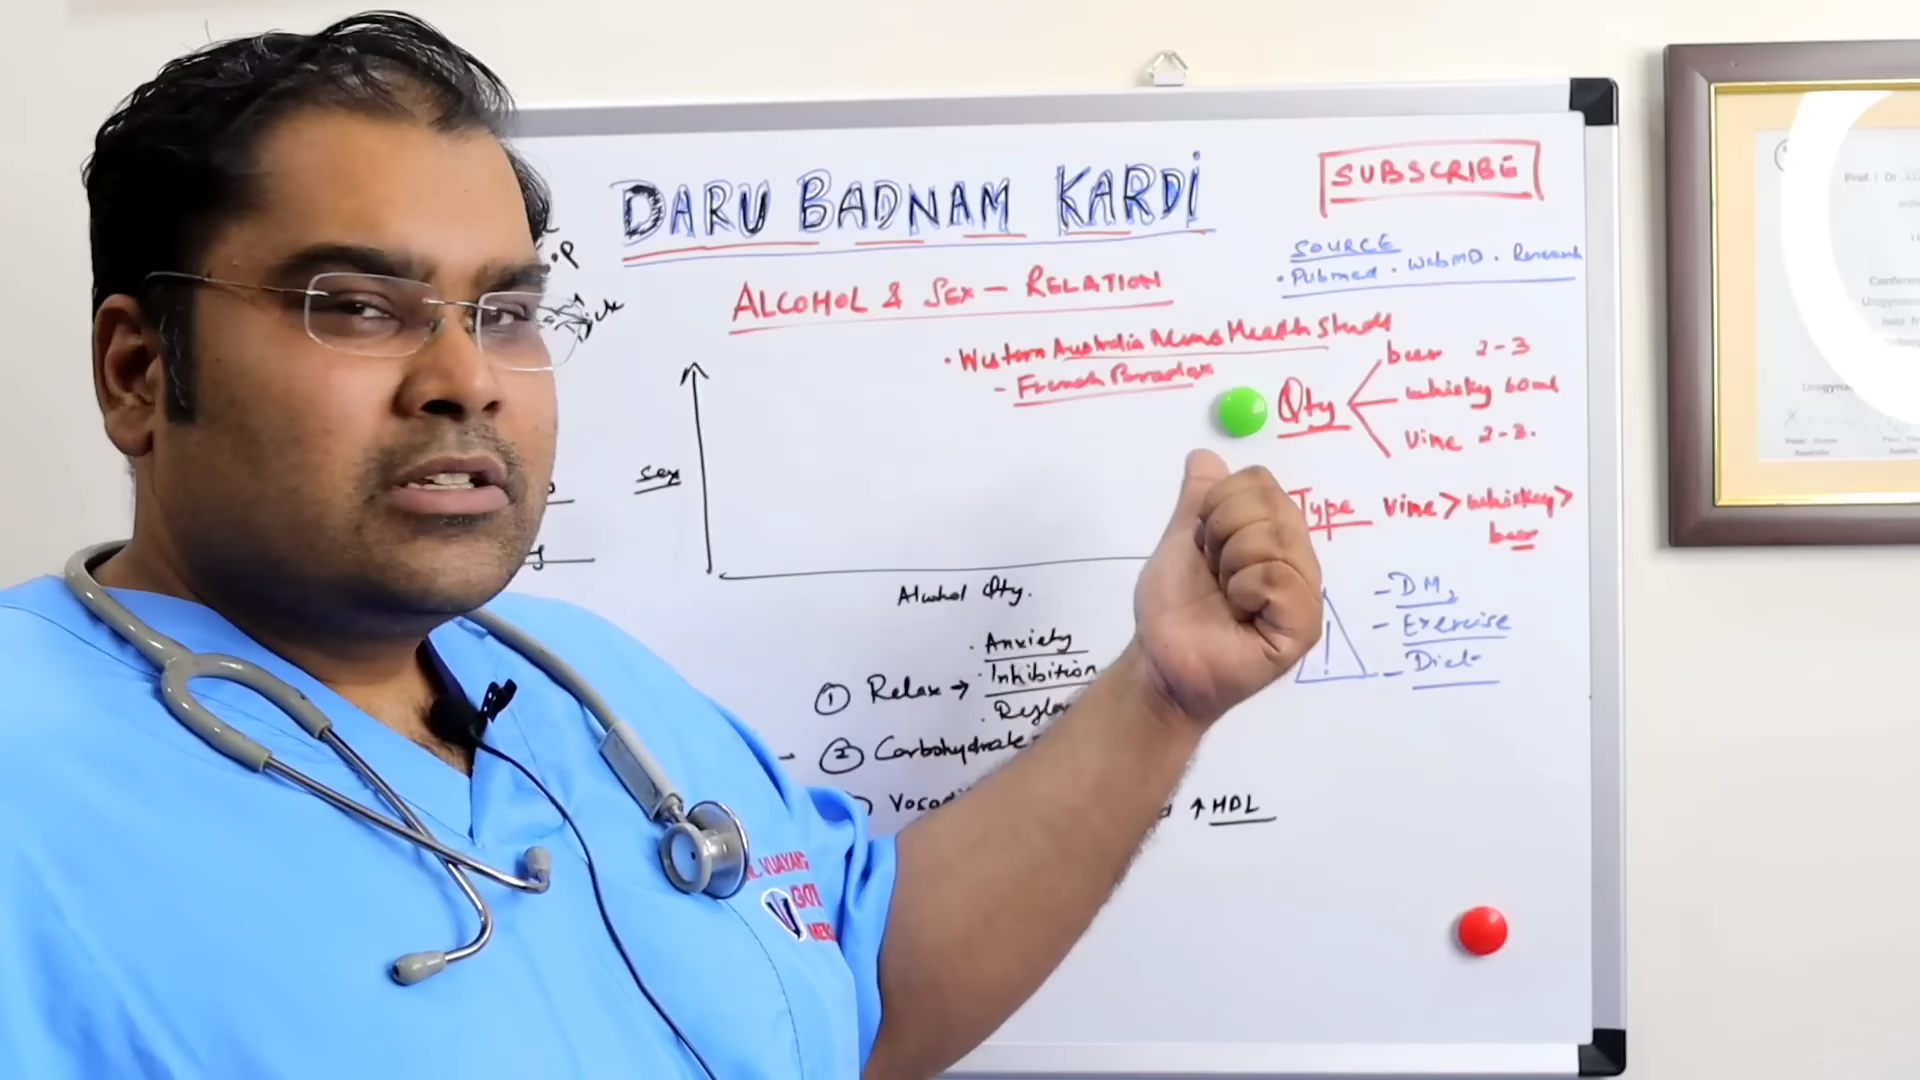 DARU BADNAM KARDI
SUBSCRIBE
SOURCE
• Pubmed • WebMD • Research
ALCOHOL & SEX - RELATION
• Western Australia Mens Health Study
- French Paradox
Qty
beer 2-3
whisky 60ml
Vine 2-3.
Sex
Type Vine > whiskey >
beer
Alcohol Qty.
- DM,
- Exercise
- Diet
① Relax →
• Anxiety
• Inhibition
② Carbohydrate
↑ HDL
Prof / Dr.